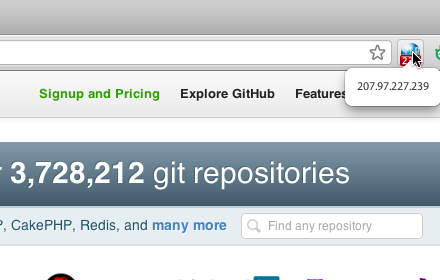 207.97.227.239
Signup and Pricing Explore GitHub Features
3,728,212 git repositories
CakePHP, Redis, and many more
Find any repository